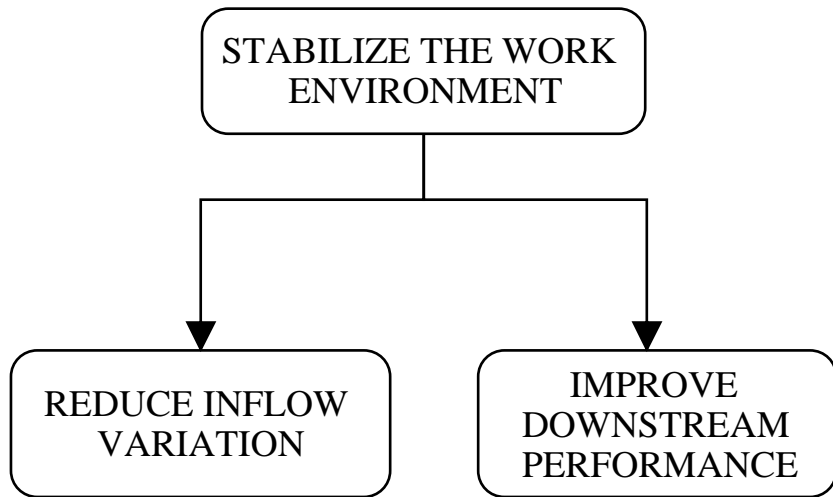 STABILIZE THE WORK
ENVIRONMENT
REDUCE INFLOW
VARIATION
IMPROVE
DOWNSTREAM
PERFORMANCE